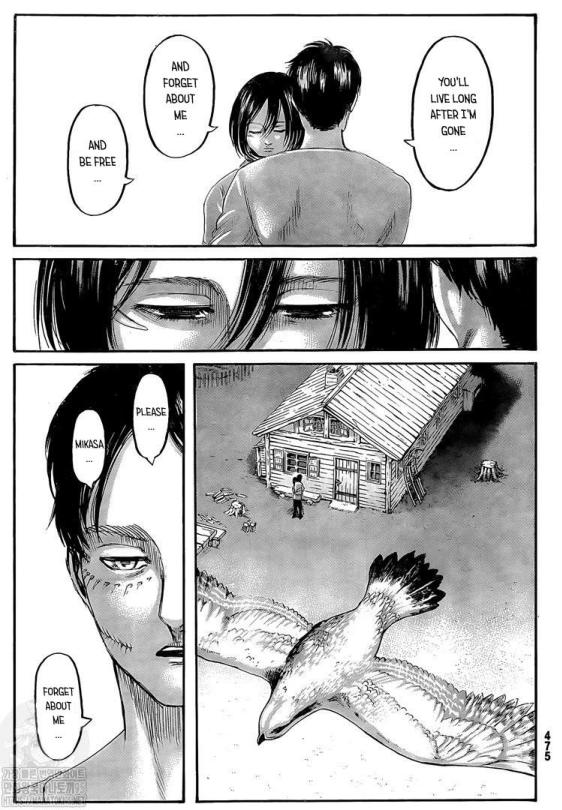 YOU'LL
LIVE LONG
AFTER I'M
GONE
...
AND
FORGET
ABOUT
ME
...
AND
BE FREE
...
PLEASE
...
MIKASA
...
FORGET
ABOUT
ME
...
475